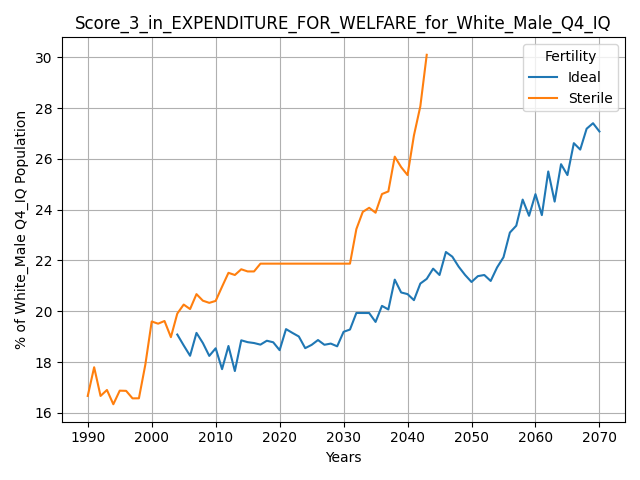 Score_3_in_EXPENDITURE_FOR_WELFARE_for_White_Male_Q4_IQ
Fertility
Ideal
Sterile
% of White_Male Q4_IQ Population
30
28
26
24
22
20
18
16
1990 2000 2010 2020 2030 2040 2050 2060 2070
Years